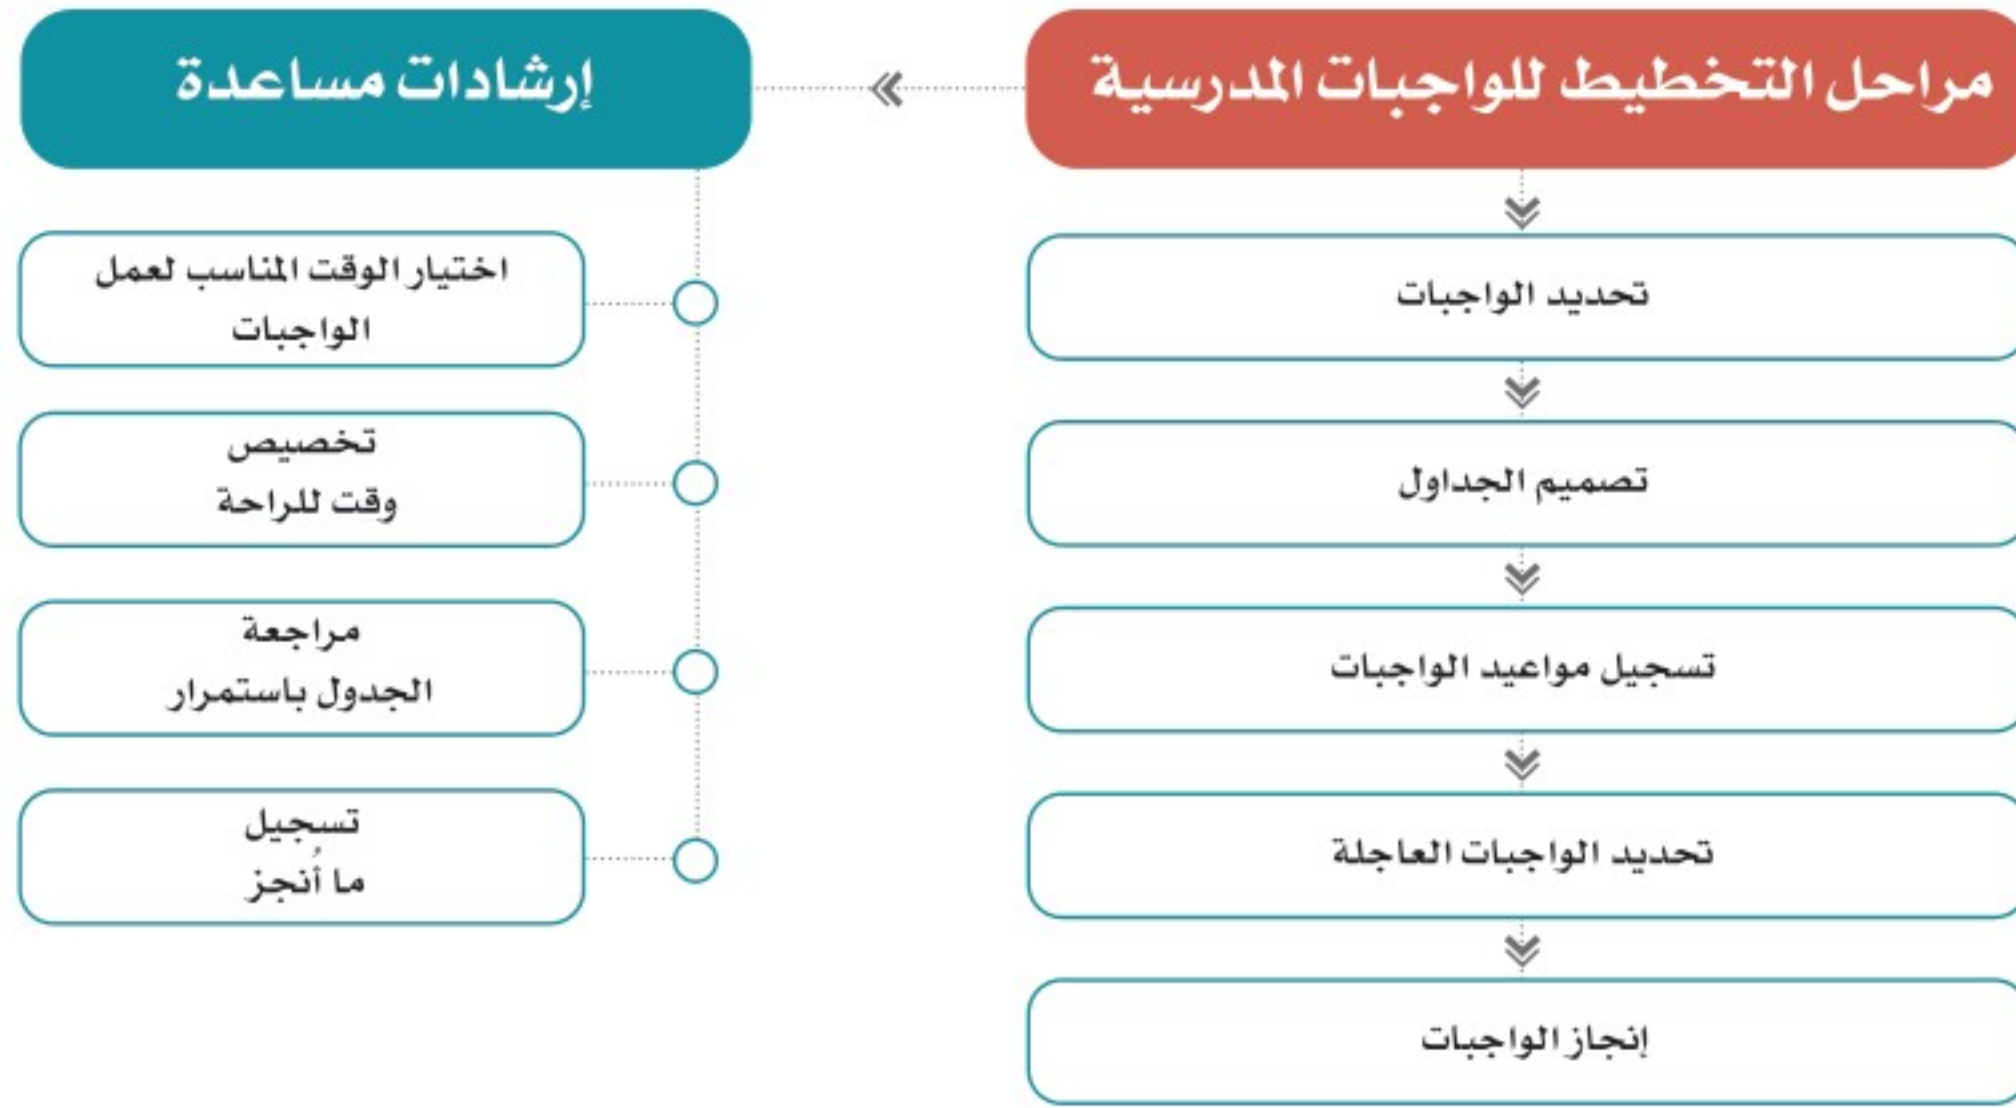 مراحل التخطيط للواجبات المدرسية
تحديد الواجبات
تصميم الجداول
تسجيل مواعيد الواجبات
تحديد الواجبات العاجلة
إنجاز الواجبات
إرشادات مساعدة
اختيار الوقت المناسب لعمل
الواجبات
تخصيص
وقت للراحة
مراجعة
الجدول باستمرار
تسجيل
ما أُنجز